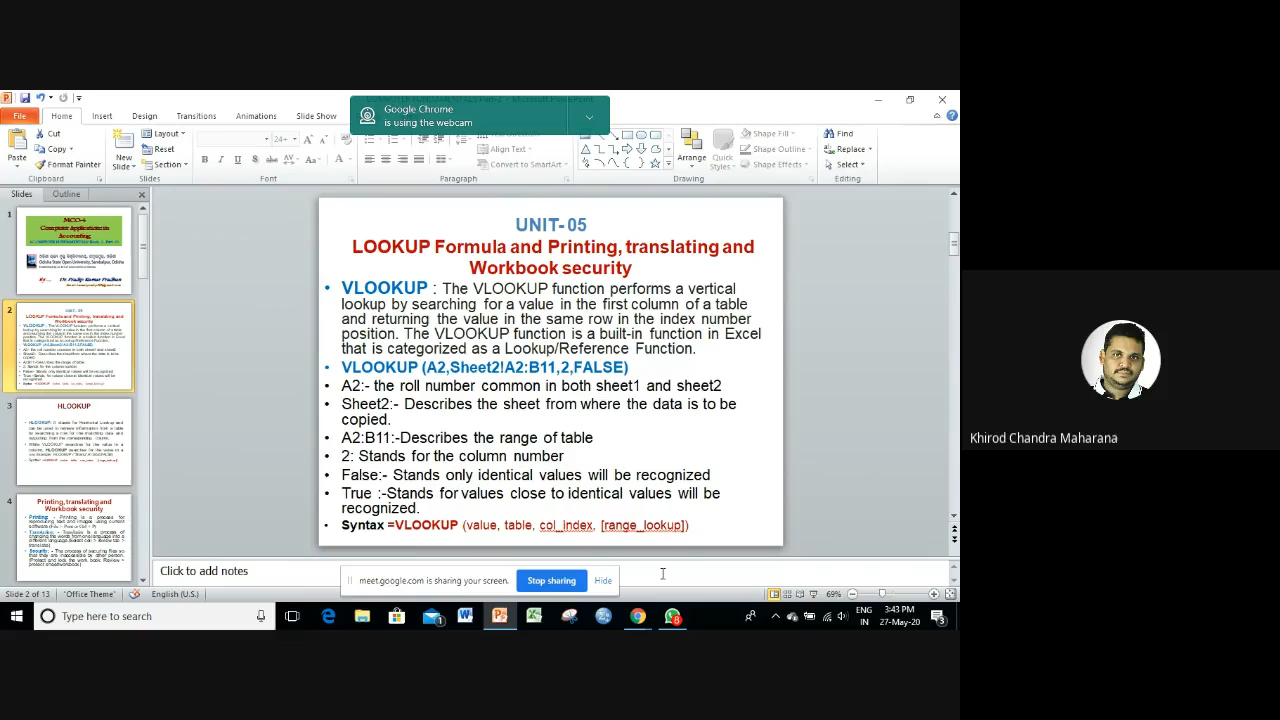 Google Chrome
is using the webcam
File
Home
Insert
Design
Transitions
Animations
Slide Show
Cut
Copy
Format Painter
Paste
Clipboard
New
Slide
Layout
Reset
Section
Slides
24
Font
Align Text
Convert to SmartArt
Paragraph
Arrange
Quick
Styles
Shape Fill
Shape Outline
Shape Effects
Drawing
Find
Replace
Select
Editing
Slides
Outline
1
MCO-4
Computer Application in
Accounting
2
3
HLOOKUP
4
Printing, translating and
Workbook security
UNIT- 05
LOOKUP Formula and Printing, translating and
Workbook security
• VLOOKUP : The VLOOKUP function performs a vertical
lookup by searching for a value in the first column of a table
and returning the value in the same row in the index number
position. The VLOOKUP function is a built-in function in Excel
that is categorized as a Lookup/Reference Function.
• VLOOKUP (A2,Sheet2!A2:B11,2,FALSE)
• A2:- the roll number common in both sheet1 and sheet2
• Sheet2:- Describes the sheet from where the data is to be
copied.
• A2:B11:-Describes the range of table
• 2: Stands for the column number
• False:- Stands only identical values will be recognized
• True :-Stands for values close to identical values will be
recognized.
• Syntax =VLOOKUP (value, table, col_index, [range_lookup])
Click to add notes
meet.google.com is sharing your screen.
Stop sharing
Hide
Slide 2 of 13
"Office Theme"
English (U.S.)
69%
Type here to search
ENG
IN
3:43 PM
27-May-20
Khirod Chandra Maharana